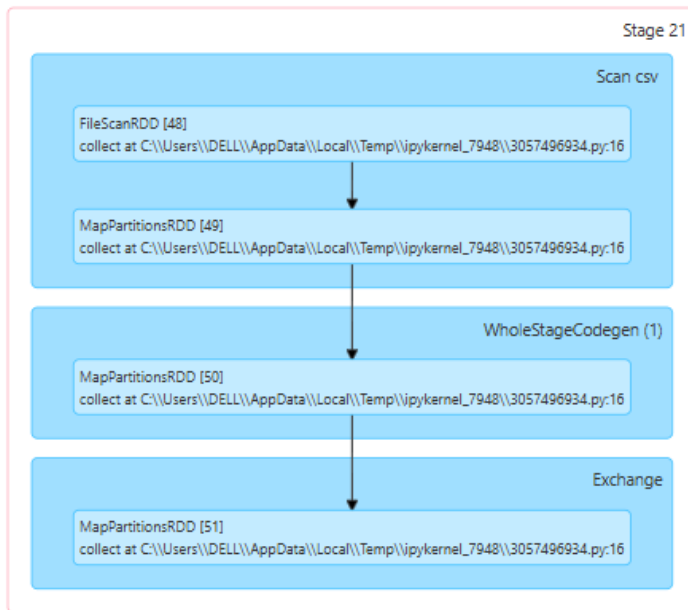 Stage 21
Scan csv
FileScanRDD [48]
collect at C:\\Users\\DELL\\AppData\\Local\\Temp\\ipykernel_7948\\3057496934.py:16
MapPartitionsRDD [49]
collect at C:\\Users\\DELL\\AppData\\Local\\Temp\\ipykernel_7948\\3057496934.py:16
WholeStageCodegen (1)
MapPartitionsRDD [50]
collect at C:\\Users\\DELL\\AppData\\Local\\Temp\\ipykernel_7948\\3057496934.py:16
Exchange
MapPartitionsRDD [51]
collect at C:\\Users\\DELL\\AppData\\Local\\Temp\\ipykernel_7948\\3057496934.py:16